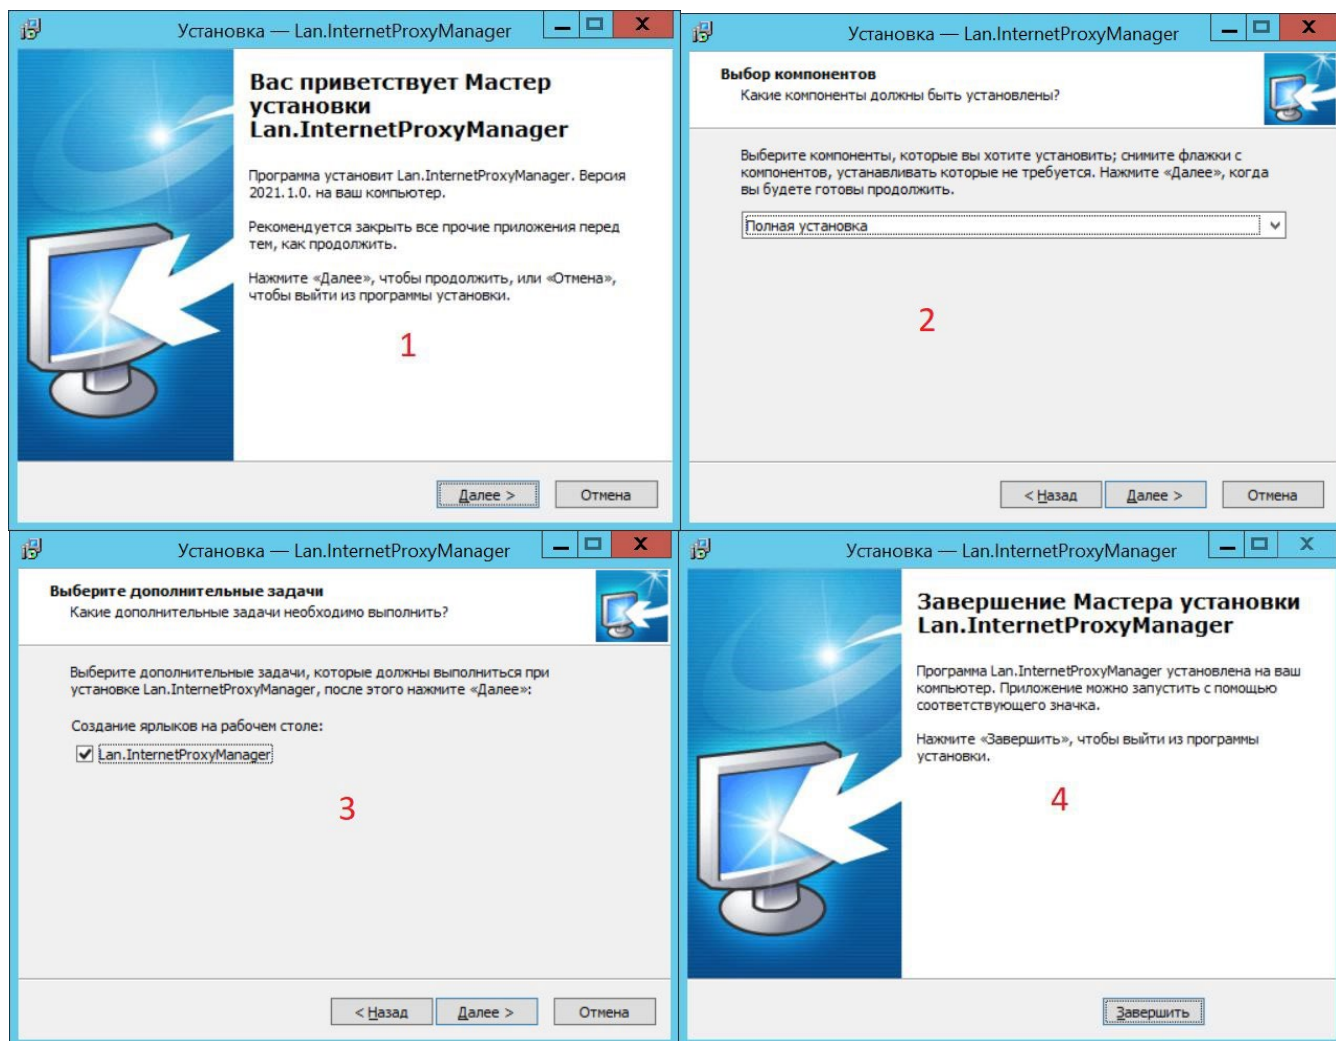 Установка — Lan.InternetProxyManager
Вас приветствует Мастер
установки
Lan.InternetProxyManager
Программа установит Lan.InternetProxyManager. Версия
2021.1.0. на ваш компьютер.
Рекомендуется закрыть все прочие приложения перед
тем, как продолжить.
Нажмите «Далее», чтобы продолжить, или «Отмена»,
чтобы выйти из программы установки.
1
Далее >
Отмена
Установка — Lan.InternetProxyManager
Выбор компонентов
Какие компоненты должны быть установлены?
Выберите компоненты, которые вы хотите установить; снимите флажки с
компонентов, устанавливать которые не требуется. Нажмите «Далее», когда
вы будете готовы продолжить.
Полная установка
2
< Назад
Далее >
Отмена
Установка — Lan.InternetProxyManager
Выберите дополнительные задачи
Какие дополнительные задачи необходимо выполнить?
Выберите дополнительные задачи, которые должны выполниться при
установке Lan.InternetProxyManager, после этого нажмите «Далее»:
Создание ярлыков на рабочем столе:
Lan.InternetProxyManager
3
< Назад
Далее >
Отмена
Установка — Lan.InternetProxyManager
Завершение Мастера установки
Lan.InternetProxyManager
Программа Lan.InternetProxyManager установлена на ваш
компьютер. Приложение можно запустить с помощью
соответствующего значка.
Нажмите «Завершить», чтобы выйти из программы
установки.
4
Завершить